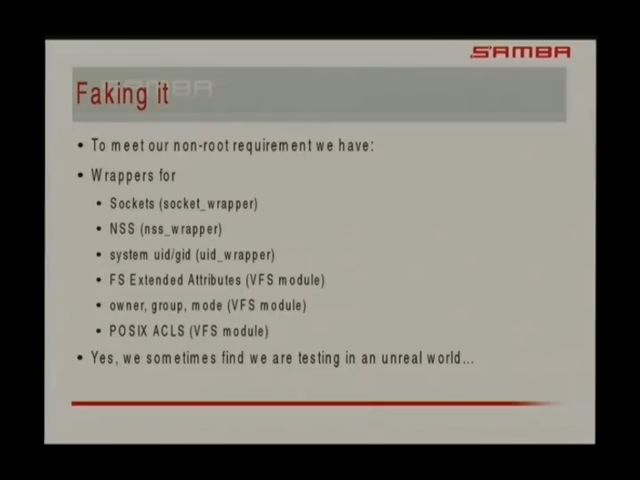 SAMBA
Faking it
• To meet our non-root requirement we have:
• Wrappers for
• Sockets (socket_wrapper)
• NSS (nss_wrapper)
• system uid/gid (uid_wrapper)
• FS Extended Attributes (VFS module)
• owner, group, mode (VFS module)
• POSIX ACLS (VFS module)
• Yes, we sometimes find we are testing in an unreal world...